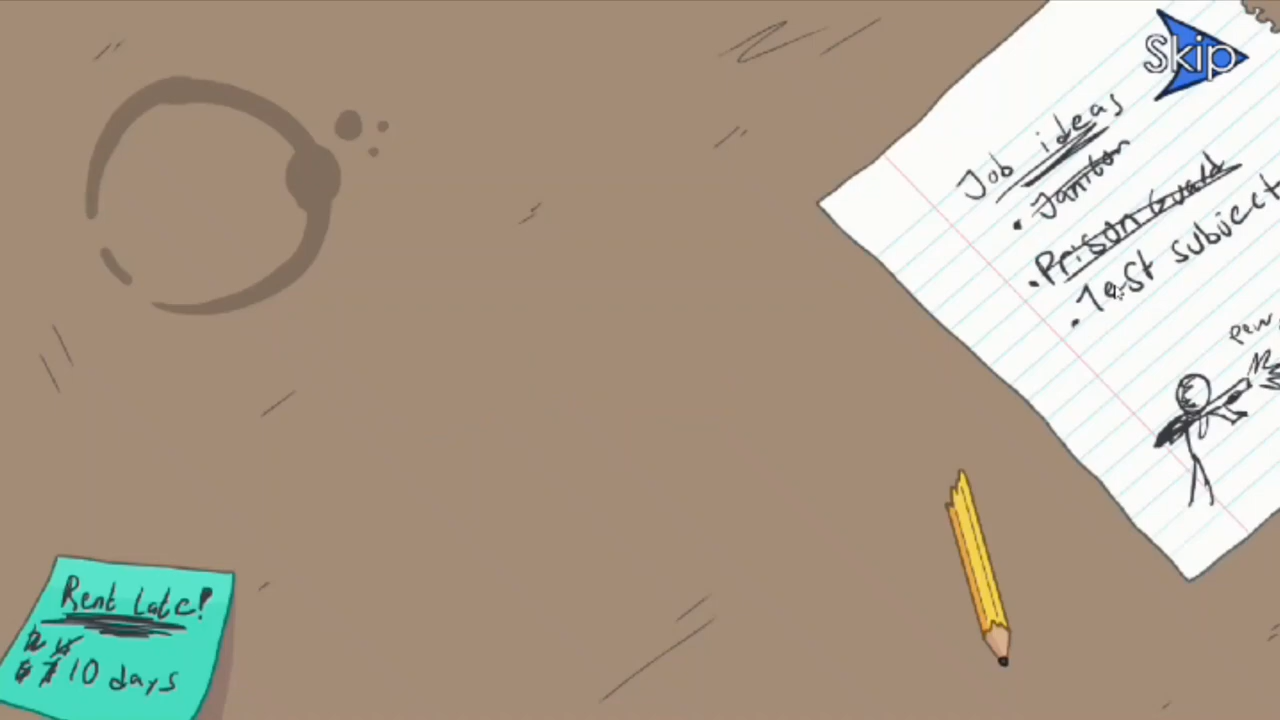 Skip
Job ideas
• Janitor
• Prison Guard
• Test subject
pew
Rent late!
10 days